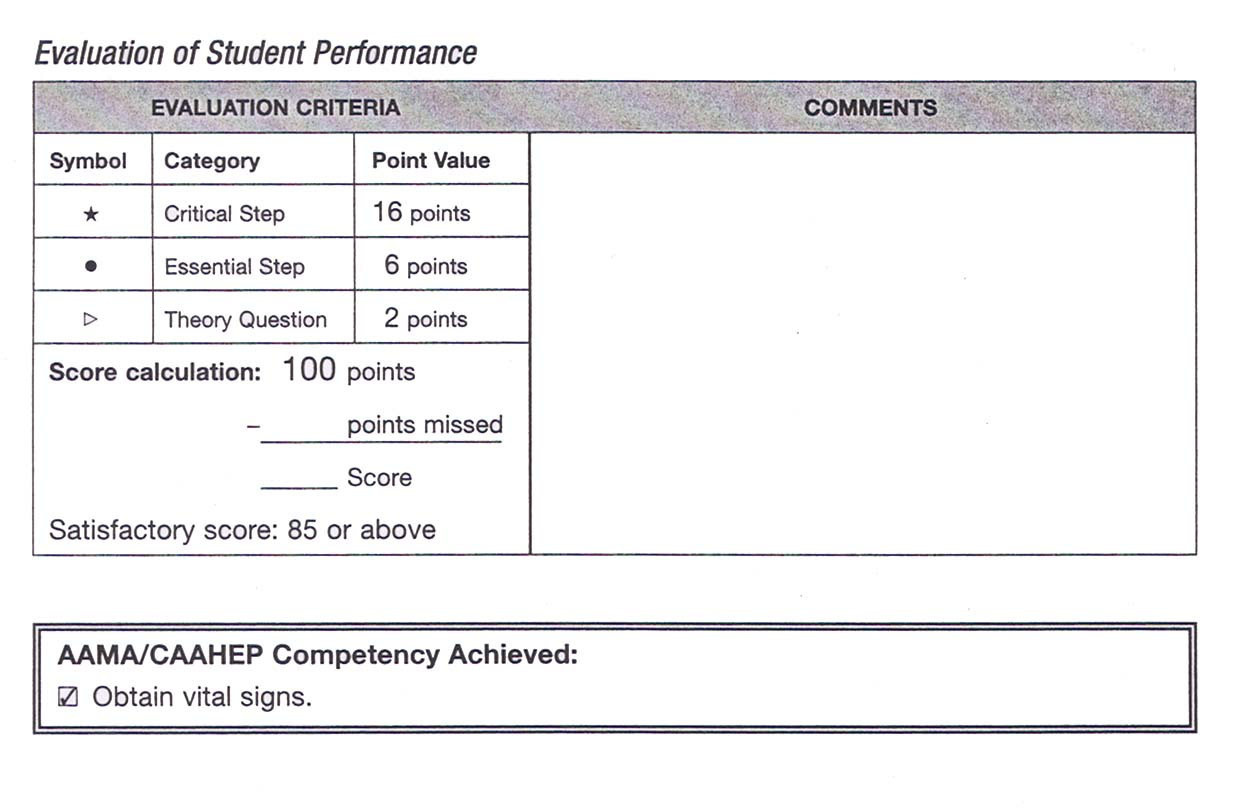 Evaluation of Student Performance
EVALUATION CRITERIA COMMENTS
Symbol Category Point Value
★ Critical Step 16 points
● Essential Step 6 points
▷ Theory Question 2 points
Score calculation: 100 points
– ______ points missed
_____ Score
Satisfactory score: 85 or above
AAMA/CAAHEP Competency Achieved:
☑ Obtain vital signs.